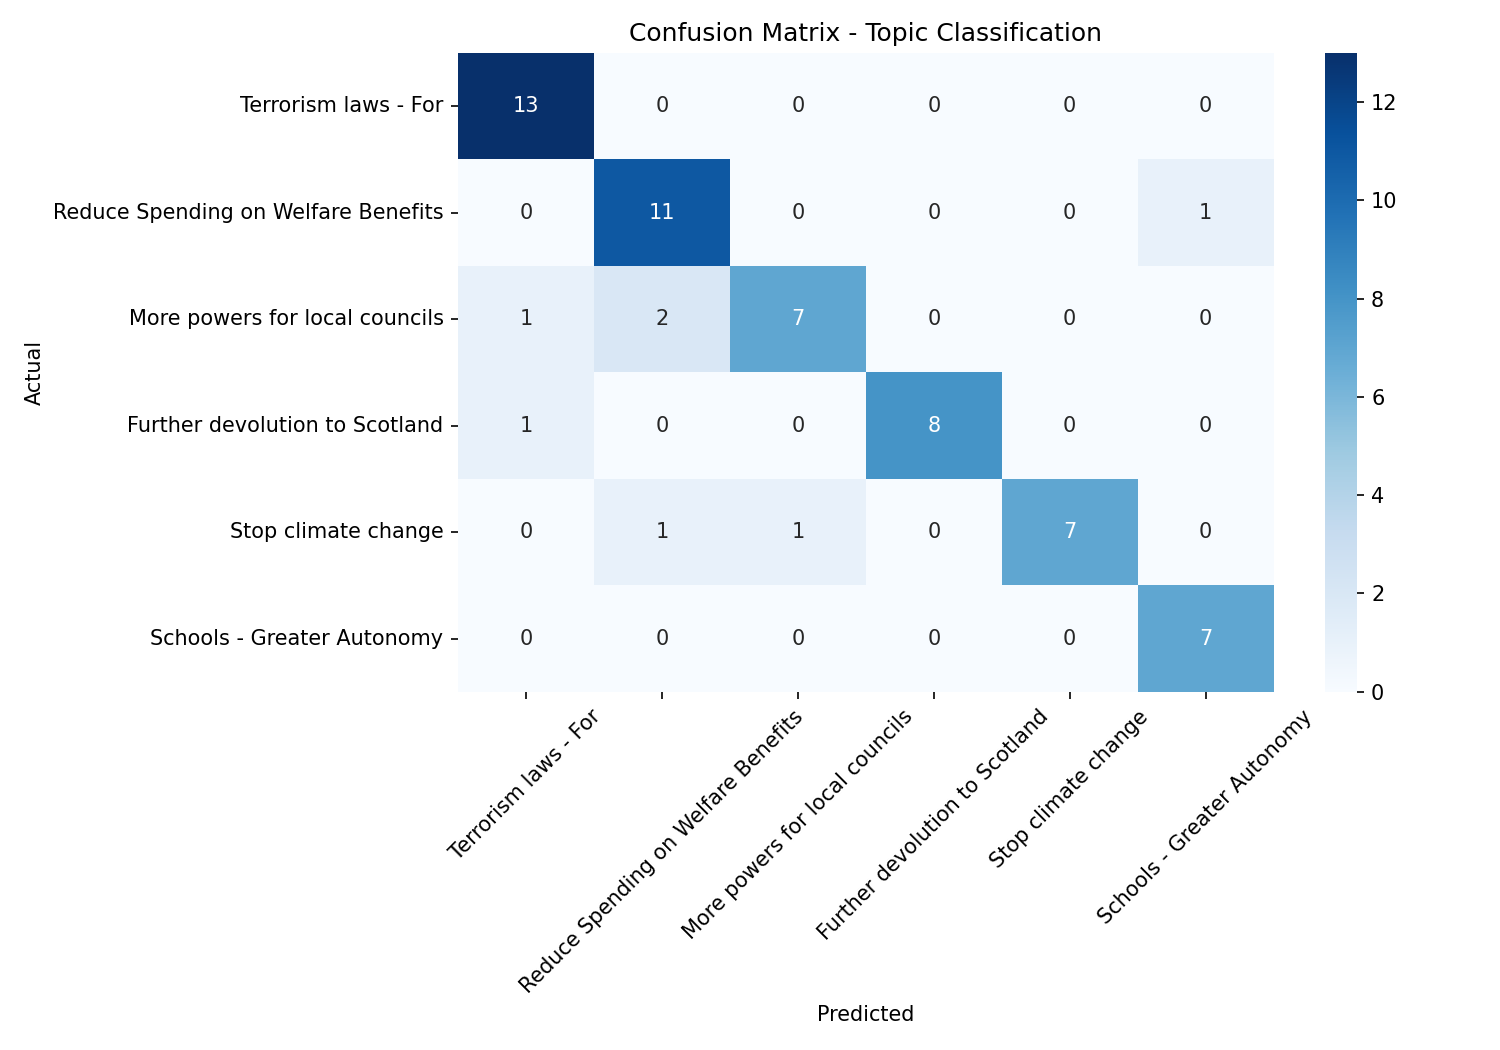 Confusion Matrix - Topic Classification
Actual
Terrorism laws - For 13 0 0 0 0 0
Reduce Spending on Welfare Benefits 0 11 0 0 0 1
More powers for local councils 1 2 7 0 0 0
Further devolution to Scotland 1 0 0 8 0 0
Stop climate change 0 1 1 0 7 0
Schools - Greater Autonomy 0 0 0 0 0 7
12
10
8
6
4
2
0
Terrorism laws - For
Reduce Spending on Welfare Benefits
More powers for local councils
Further devolution to Scotland
Stop climate change
Schools - Greater Autonomy
Predicted